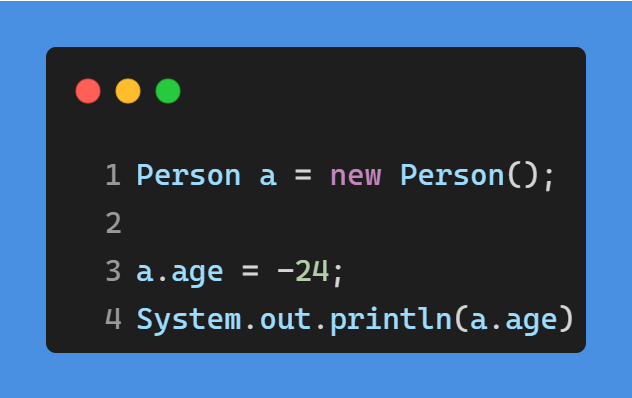 1 Person a = new Person();
2
3 a.age = -24;
4 System.out.println(a.age)